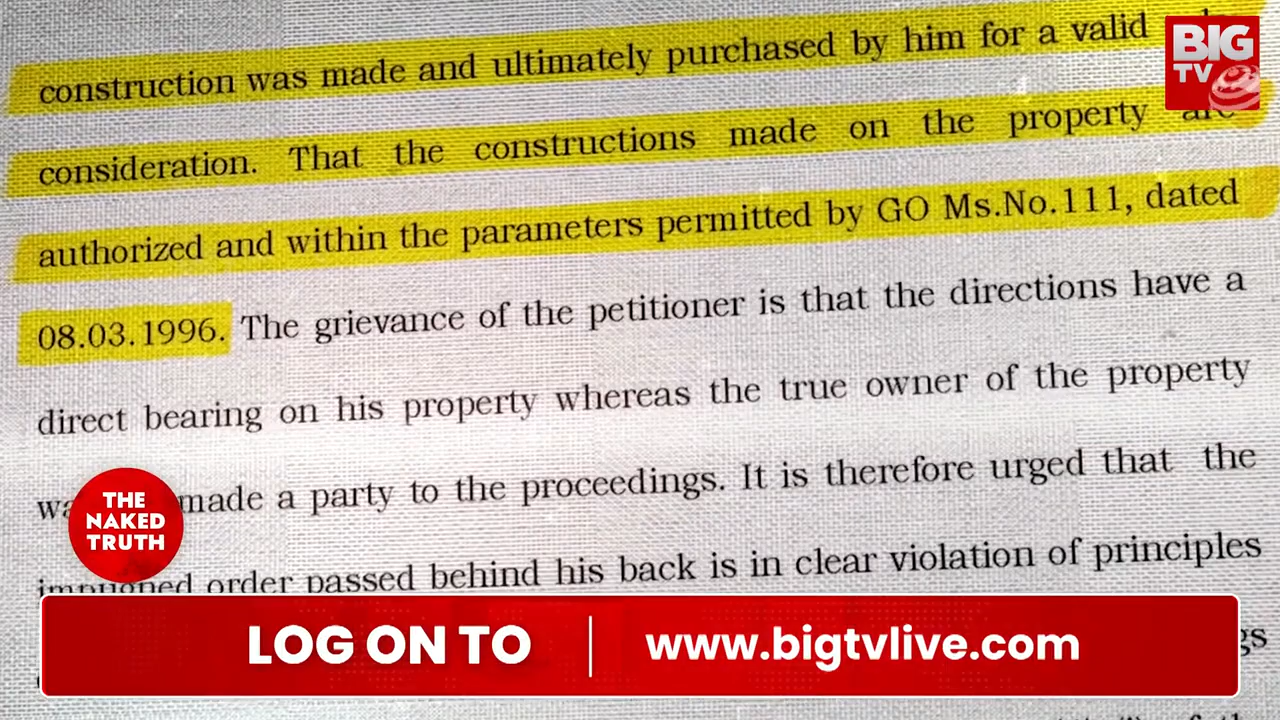 construction was made and ultimately purchased by him for a valid
consideration. That the constructions made on the property are
authorized and within the parameters permitted by GO Ms.No.111, dated
08.03.1996. The grievance of the petitioner is that the directions have a
direct bearing on his property whereas the true owner of the property
made a party to the proceedings. It is therefore urged that the
impugned order passed behind his back is in clear violation of principles
BIG
TV
THE
NAKED
TRUTH
LOG ON TO
www.bigtvlive.com